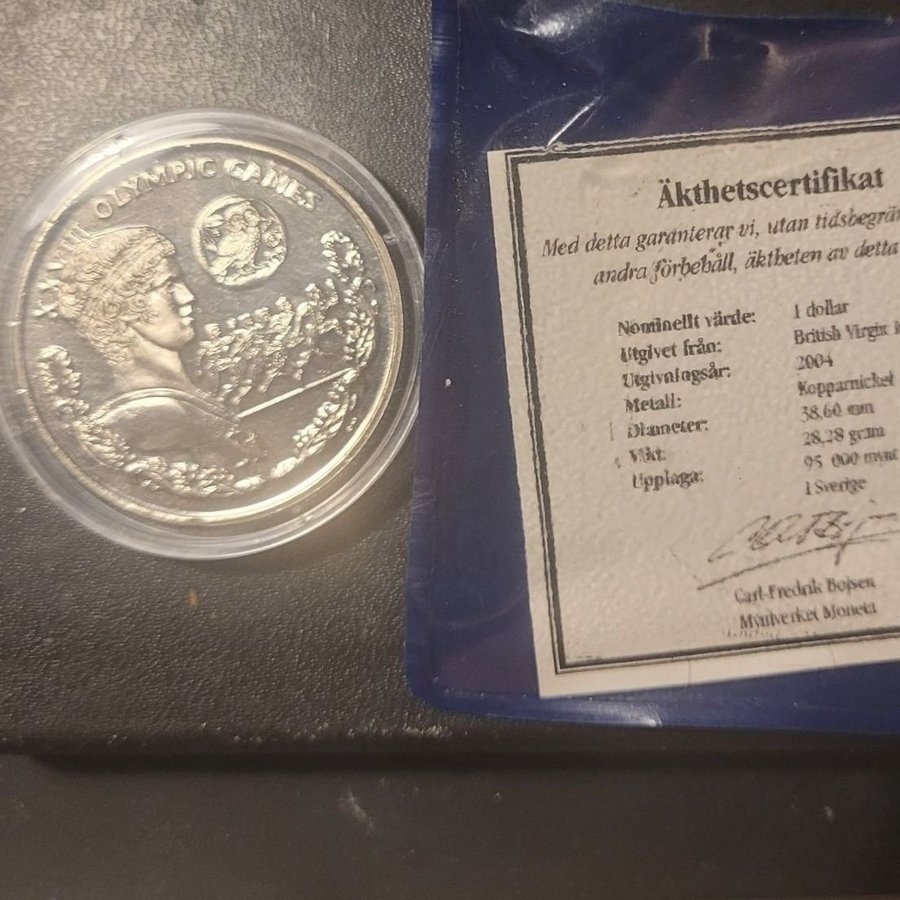 XXVIII OLYMPIC GAMES
Äkthetscertifikat
Med detta garanterar vi, utan tidsbegrän
andra förbehåll, äktheten av detta
Nominellt värde: 1 dollar
Utgivet från: British Virgin
Utgivningsår: 2004
Metall: Kopparnickel
Diameter: 38,60 mm
Vikt: 28,28 gram
Upplaga: 95 000 mynt
i Sverige
Carl-Fredrik Bojsen
Myntverket Moneta